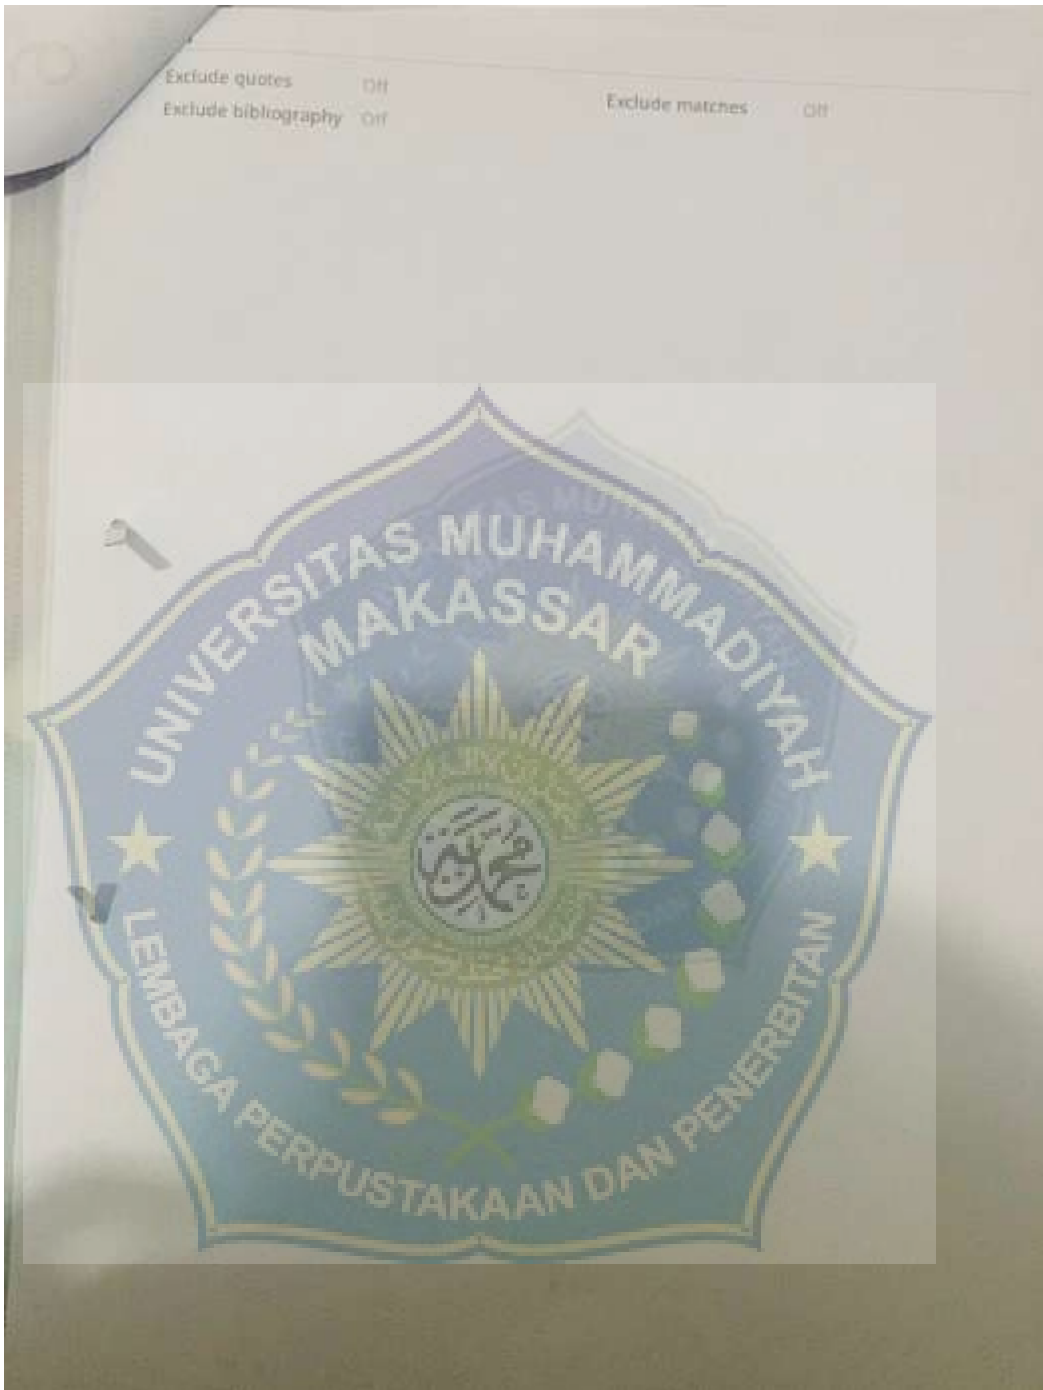 Exclude quotes Off
Exclude matches Off
Exclude bibliography Off
UNIVERSITAS MUHAMMADIYAH
MAKASSAR
LEMBAGA PERPUSTAKAAN DAN PENERBITAN